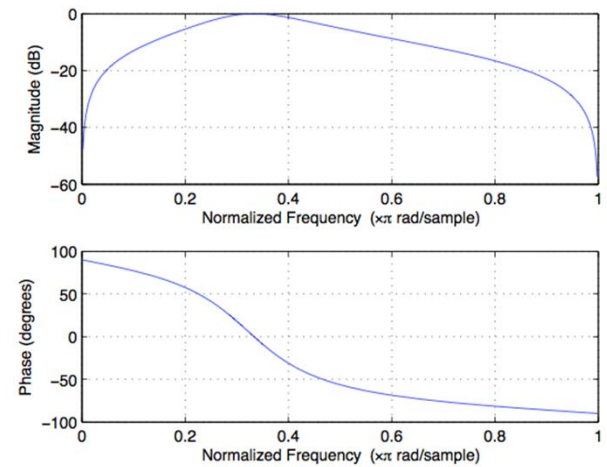 0
−20
−40
−60
Magnitude (dB)
0 0.2 0.4 0.6 0.8 1
Normalized Frequency (×π rad/sample)
100
50
0
−50
−100
Phase (degrees)
0 0.2 0.4 0.6 0.8 1
Normalized Frequency (×π rad/sample)